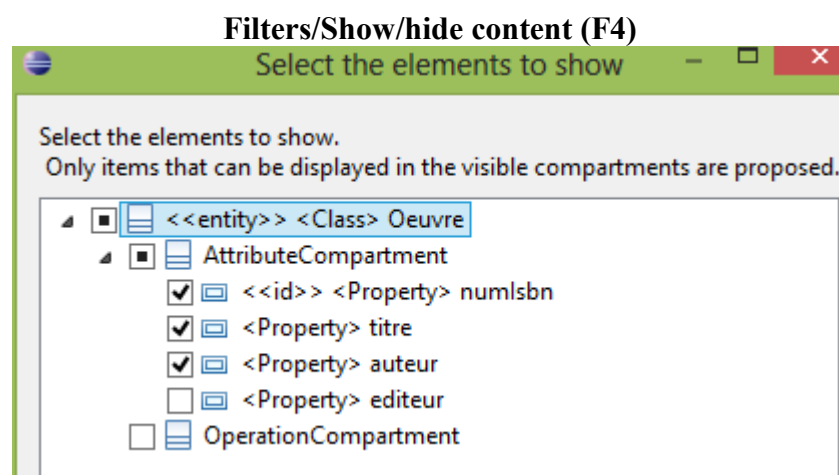 Filters/Show/hide content (F4)
Select the elements to show
Select the elements to show.
Only items that can be displayed in the visible compartments are proposed.
<<entity>> <Class> Oeuvre
AttributeCompartment
<<id>> <Property> numIsbn
<Property> titre
<Property> auteur
<Property> editeur
OperationCompartment